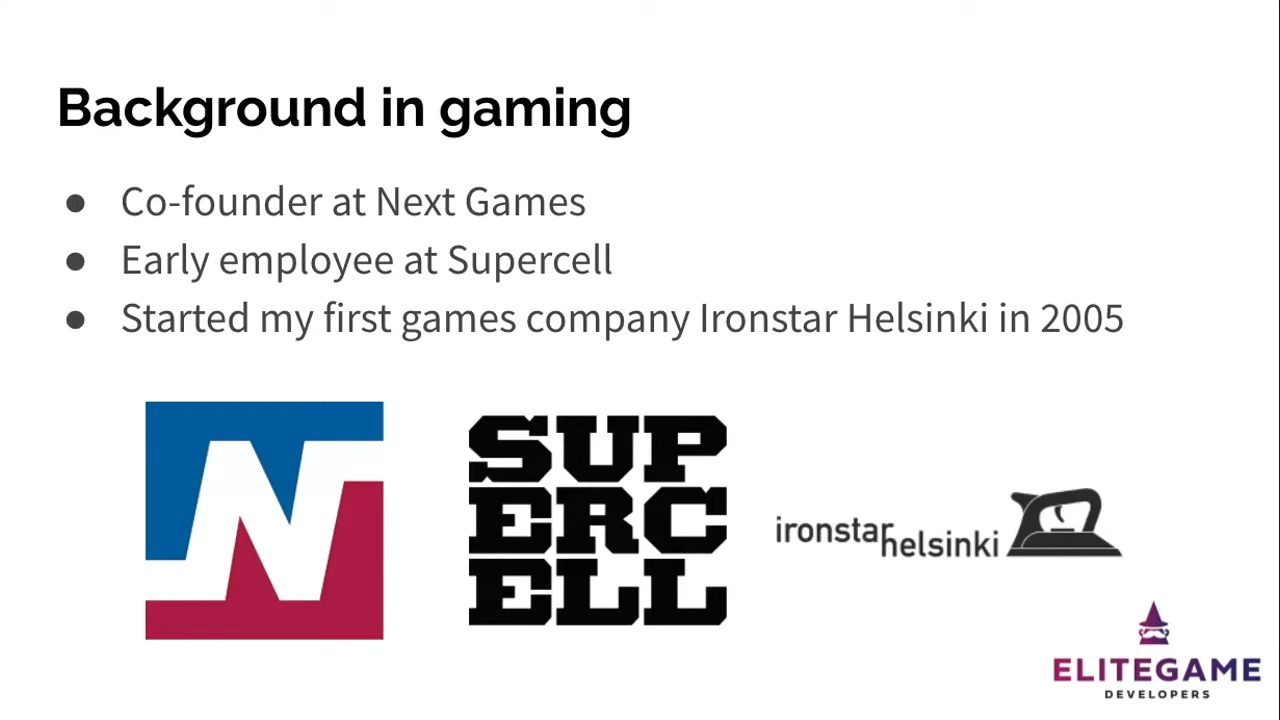 Background in gaming
● Co-founder at Next Games
● Early employee at Supercell
● Started my first games company Ironstar Helsinki in 2005
N
SUP
ERC
ELL
ironstar
helsinki
ELITEGAME
DEVELOPERS